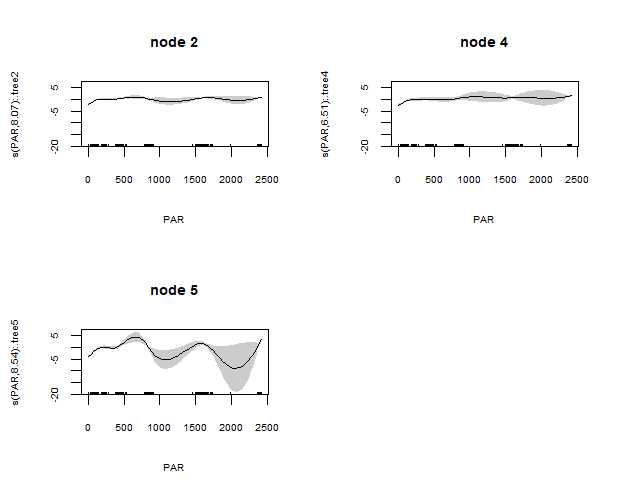 node 2
s(PAR,8.07):.tree2
5
-5
-20
0 500 1000 1500 2000 2500
PAR
node 4
s(PAR,6.51):.tree4
5
-5
-20
0 500 1000 1500 2000 2500
PAR
node 5
s(PAR,8.54):.tree5
5
-5
-20
0 500 1000 1500 2000 2500
PAR